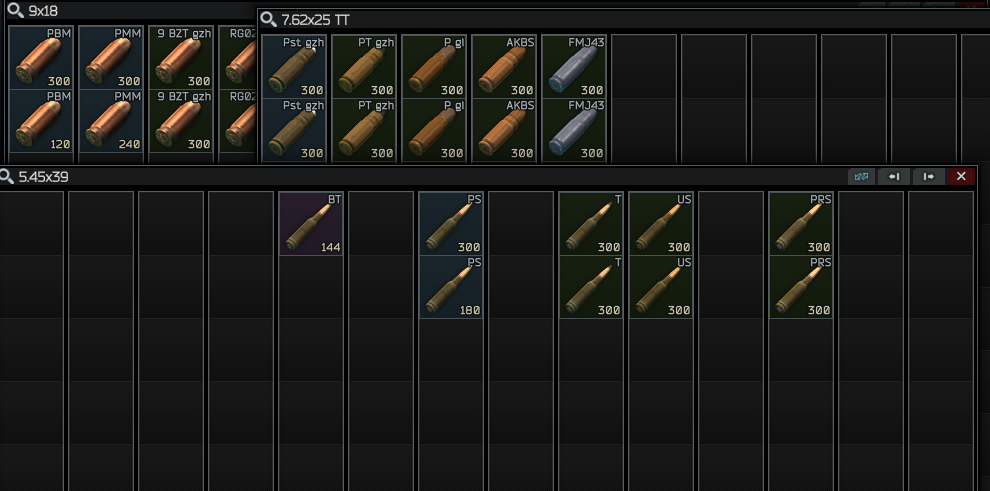 9x18
7.62x25 TT
PBM PMM 9 BZT gzh RG02
300 300 300
PBM PMM 9 BZT gzh RG02
120 240 300
Pst gzh PT gzh P gl AKBS FMJ43
300 300 300 300 300
Pst gzh PT gzh P gl AKBS FMJ43
300 300 300 300 300
5.45x39
BT PS T US PRS
144 300 300 300 300
PS T US PRS
180 300 300 300